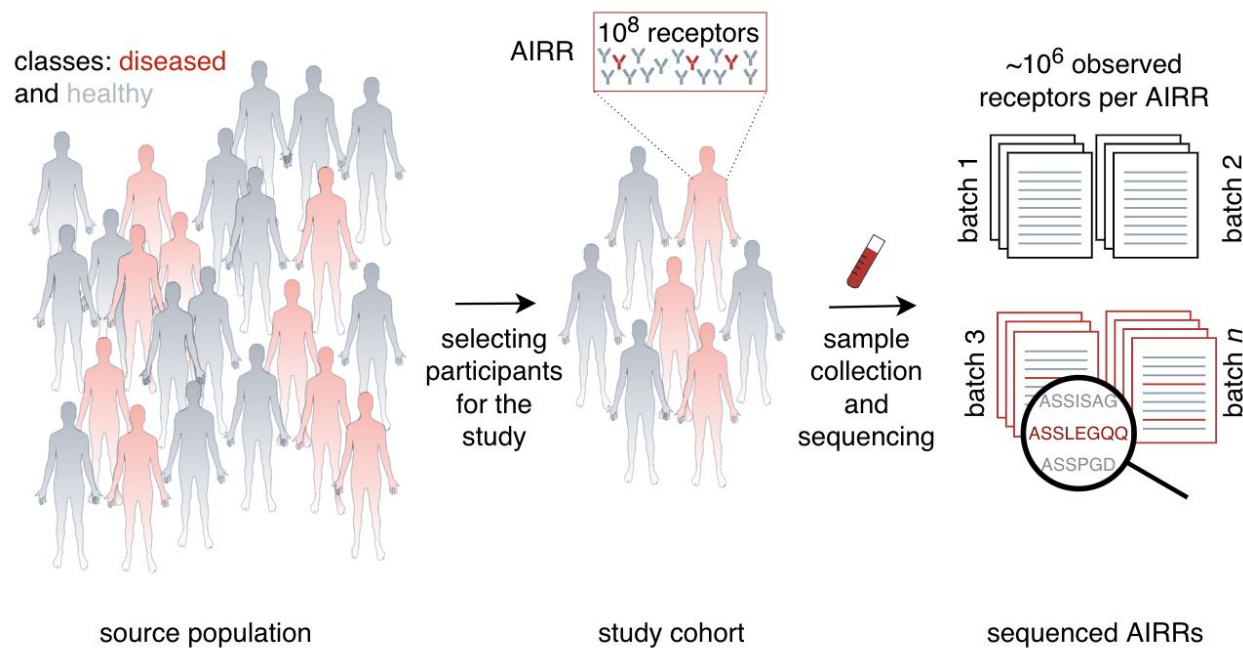 classes: diseased
and healthy
AIRR
10⁸ receptors
selecting
participants
for the
study
sample
collection
and
sequencing
~10⁶ observed
receptors per AIRR
batch 1
batch 2
batch 3
batch n
ASSISAG
ASSLEGQQ
ASSPGD
source population
study cohort
sequenced AIRRs